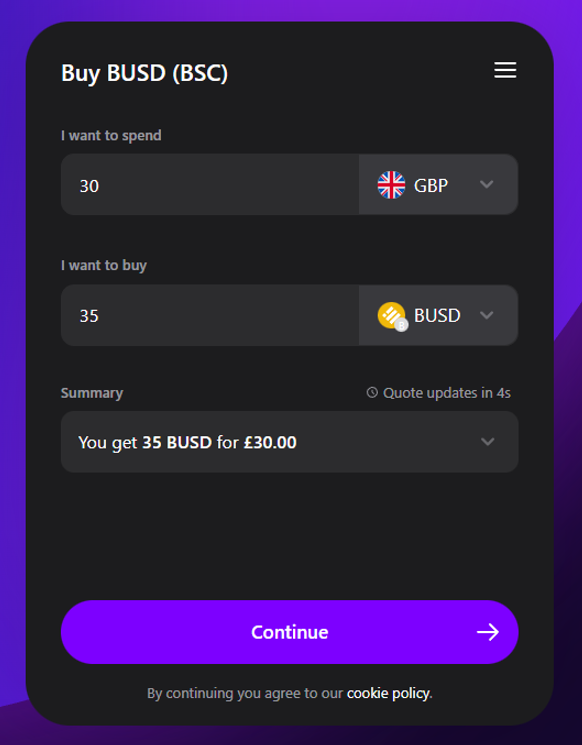 Buy BUSD (BSC)
I want to spend
30
GBP
I want to buy
35
BUSD
Summary
Quote updates in 4s
You get 35 BUSD for £30.00
Continue
By continuing you agree to our cookie policy.